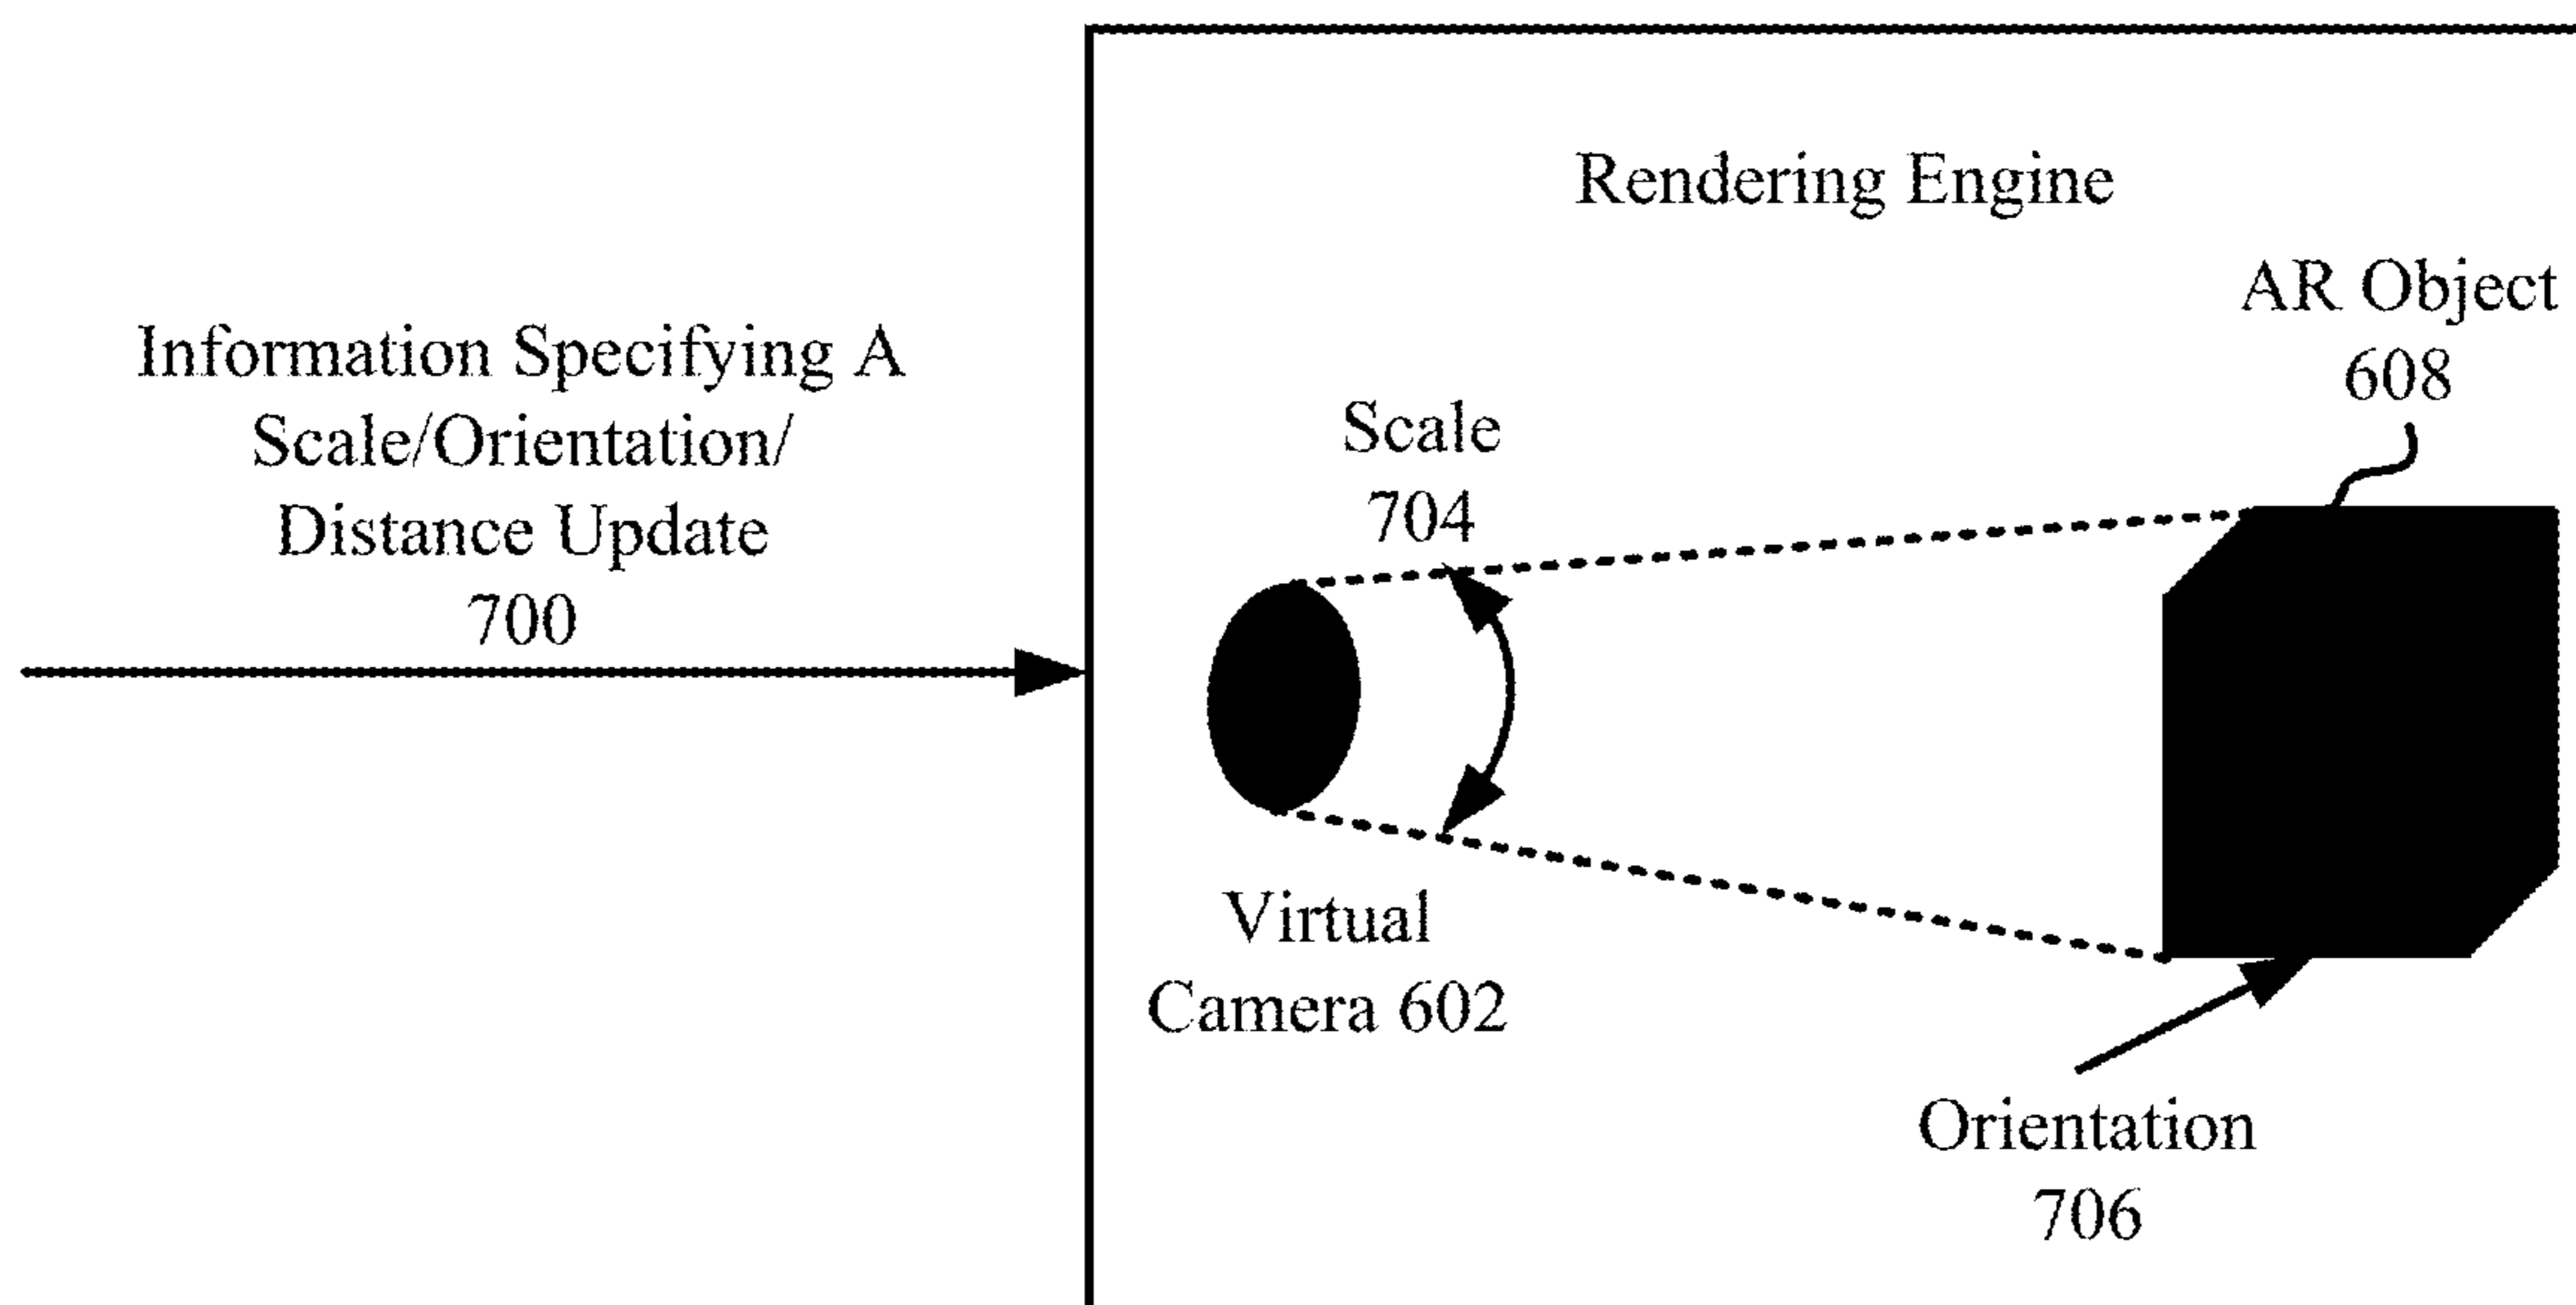 Rendering Engine
AR Object
608
Information Specifying A
Scale/Orientation/
Distance Update
700
Scale
704
Virtual
Camera 602
Orientation
706